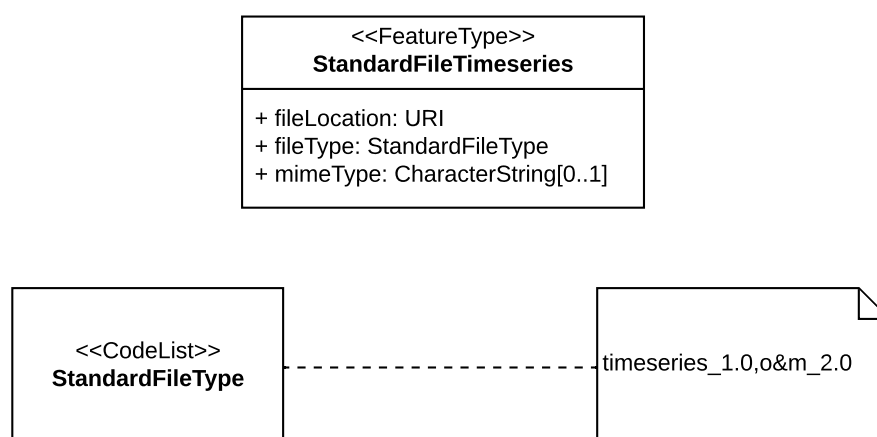 <<FeatureType>>
StandardFileTimeseries
+ fileLocation: URI
+ fileType: StandardFileType
+ mimeType: CharacterString[0..1]
<<CodeList>>
StandardFileType
timeseries_1.0,o&m_2.0